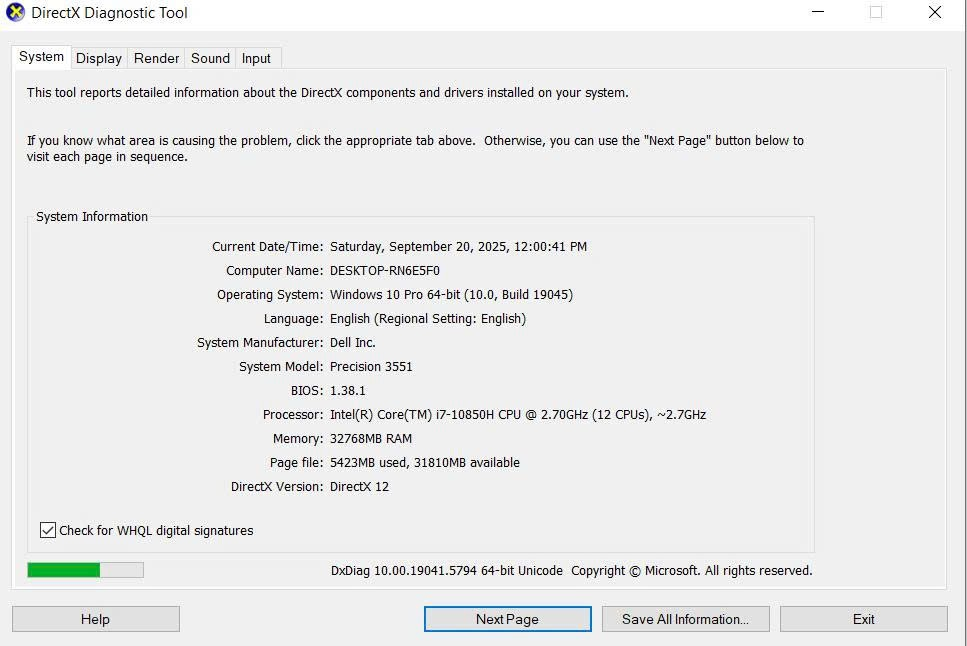 DirectX Diagnostic Tool
System Display Render Sound Input
This tool reports detailed information about the DirectX components and drivers installed on your system.
If you know what area is causing the problem, click the appropriate tab above.  Otherwise, you can use the "Next Page" button below to
visit each page in sequence.
System Information
Current Date/Time: Saturday, September 20, 2025, 12:00:41 PM
Computer Name: DESKTOP-RN6E5F0
Operating System: Windows 10 Pro 64-bit (10.0, Build 19045)
Language: English (Regional Setting: English)
System Manufacturer: Dell Inc.
System Model: Precision 3551
BIOS: 1.38.1
Processor: Intel(R) Core(TM) i7-10850H CPU @ 2.70GHz (12 CPUs), ~2.7GHz
Memory: 32768MB RAM
Page file: 5423MB used, 31810MB available
DirectX Version: DirectX 12
Check for WHQL digital signatures
DxDiag 10.00.19041.5794 64-bit Unicode  Copyright © Microsoft. All rights reserved.
Help Next Page Save All Information... Exit